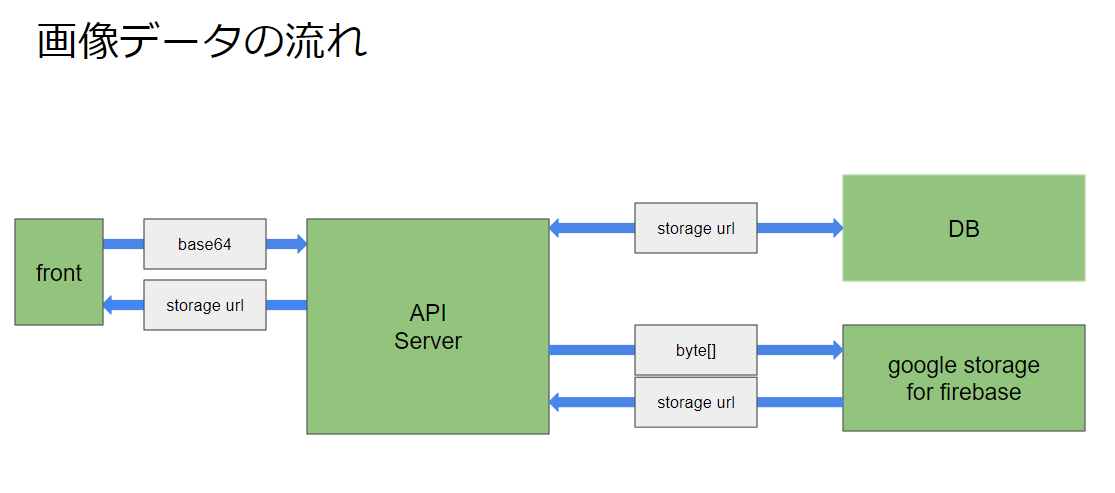 画像データの流れ
front
base64
storage url
API
Server
storage url
DB
byte[]
storage url
google storage
for firebase